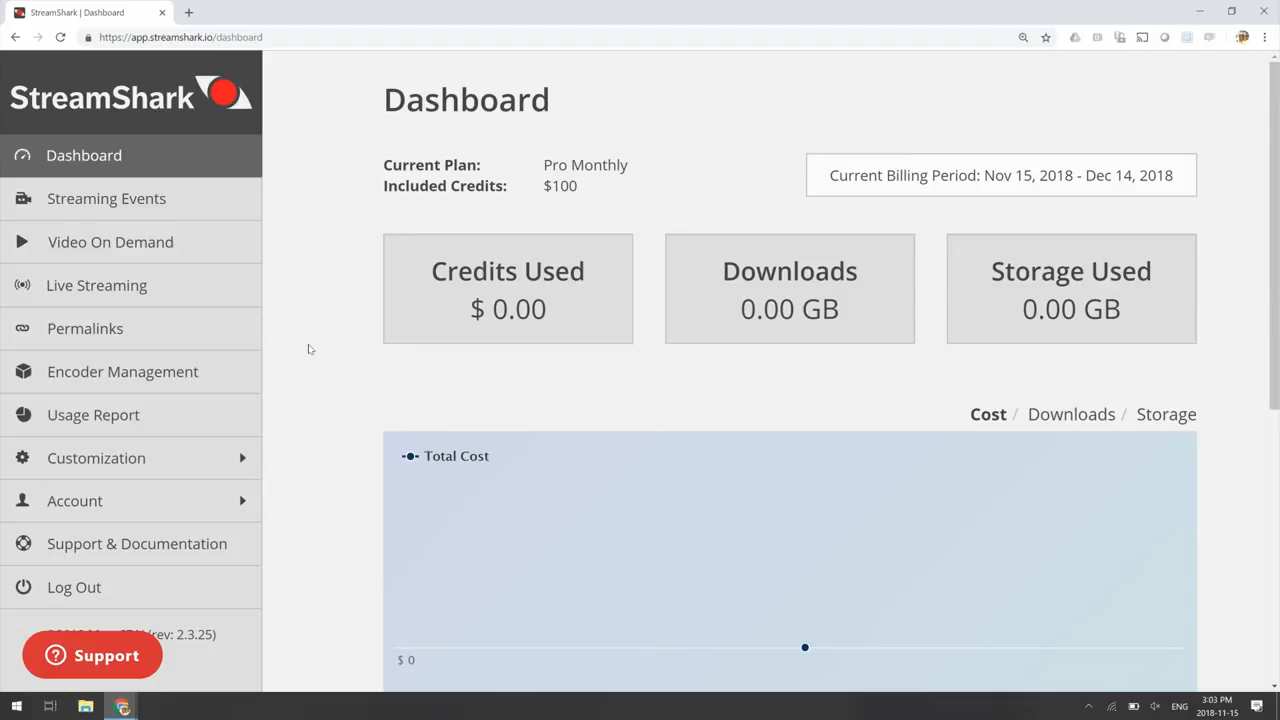 StreamShark | Dashboard
https://app.streamshark.io/dashboard
StreamShark
Dashboard
Streaming Events
Video On Demand
Live Streaming
Permalinks
Encoder Management
Usage Report
Customization
Account
Support & Documentation
Log Out
/rev: 2.3.25)
Support
Dashboard
Current Plan: Pro Monthly
Included Credits: $100
Current Billing Period: Nov 15, 2018 - Dec 14, 2018
Credits Used
$ 0.00
Downloads
0.00 GB
Storage Used
0.00 GB
Cost / Downloads / Storage
Total Cost
$ 0
ENG
3:03 PM
2018-11-15